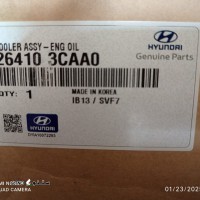 OOLER ASSY-ENG OIL
26410 3CAA0
HYUNDAI
Genuine Parts
QTY: 1
MADE IN KOREA
IB13 / SVF7
HYUNDAI
01/23/202